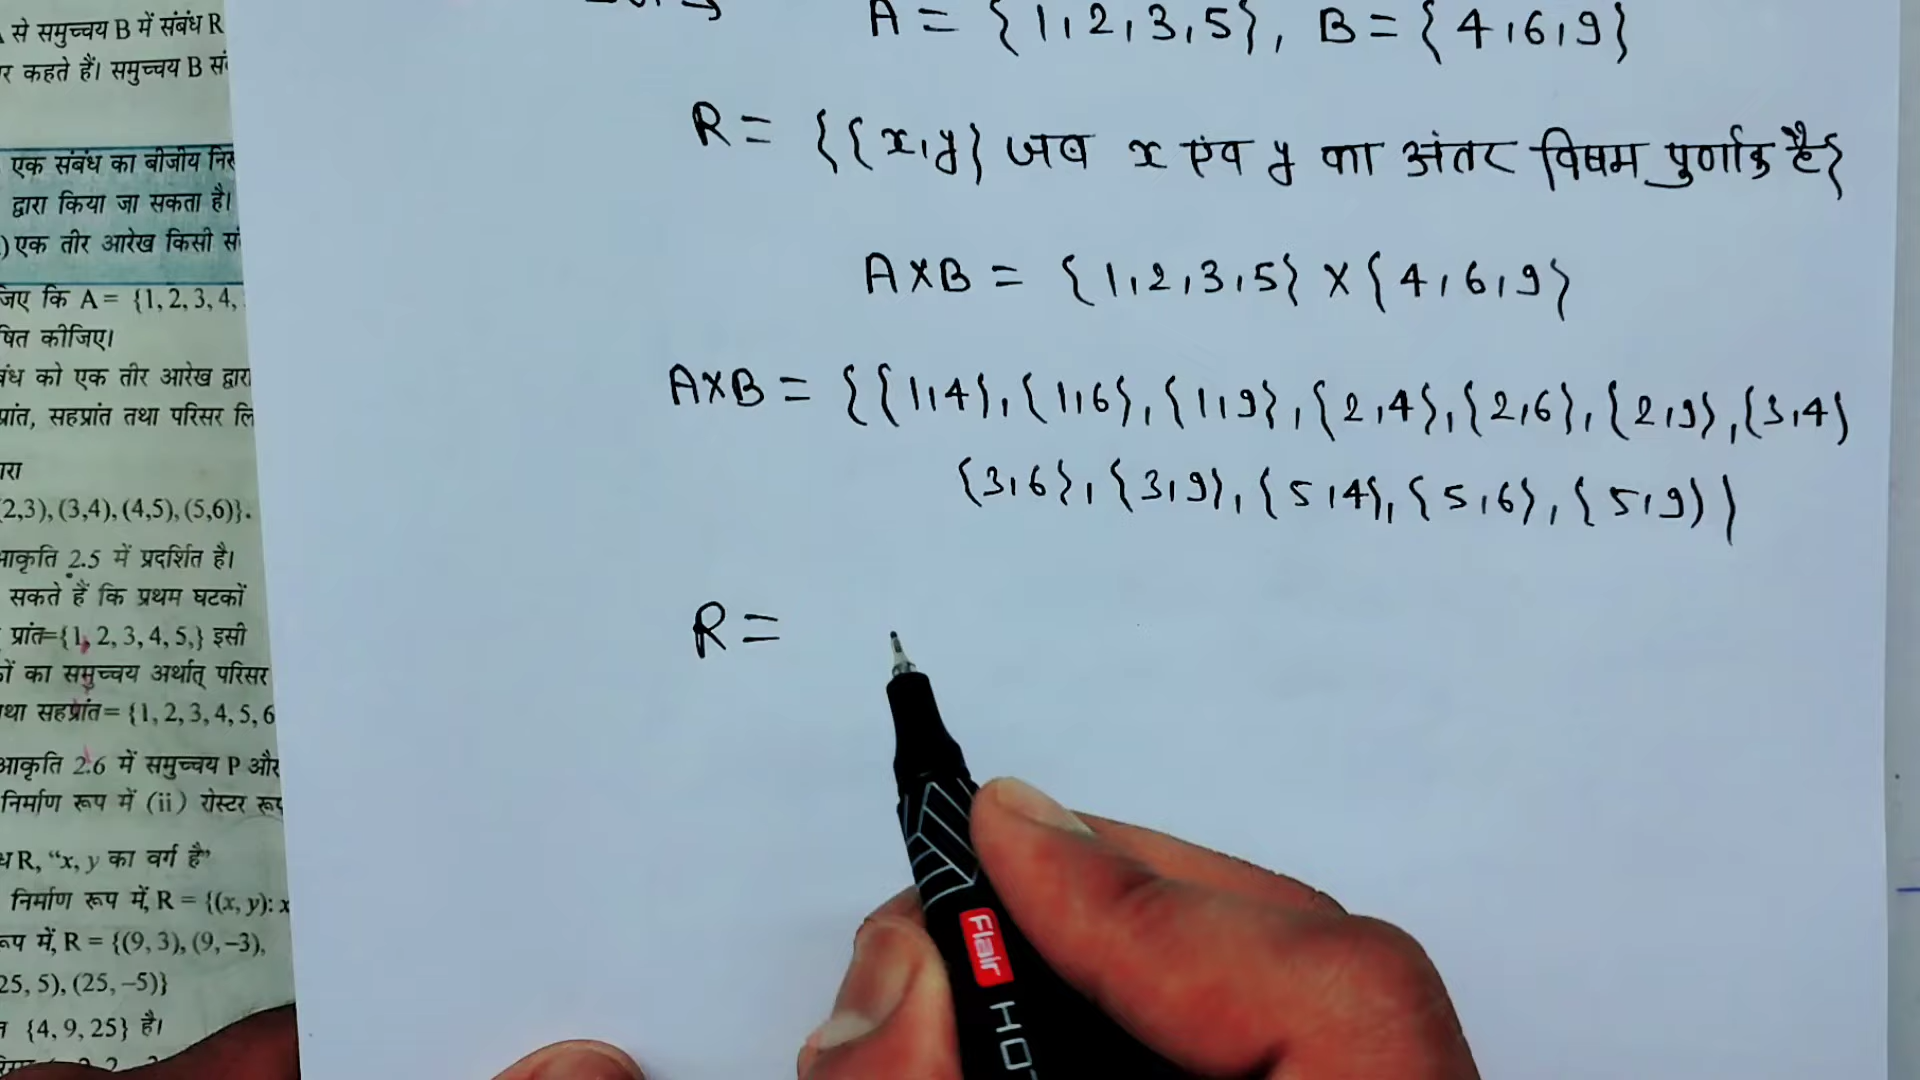 से समुच्चय B में संबंध R
कहते हैं। समुच्चय B
एक संबंध का बीजीय
द्वारा किया जा सकता है।
एक तीर आरेख किसी
कि A = {1, 2, 3, 4,
कीजिए।
को एक तीर आरेख
सहप्रांत तथा परिसर
2,3), (3,4), (4,5), (5,6)}.
आकृति 2.5 में प्रदर्शित है।
सकते हैं कि प्रथम घटकों
प्रांत={1, 2, 3, 4, 5,} इसी
का समुच्चय अर्थात् परिसर
सहप्रांत= {1, 2, 3, 4, 5, 6
आकृति 2.6 में समुच्चय P और
निर्माण रूप में (ii) रोस्टर
R, “x, y का वर्ग है”
निर्माण रूप में, R = {(x, y): x
में, R = {(9, 3), (9, –3),
25, 5), (25, –5)}
{4, 9, 25} है।
A = {1,2,3,5}, B = {4,6,9}
R = {{x,y} जब x एंव y का अंतर विषम पुर्णांक है}
A×B = {1,2,3,5} × {4,6,9}
A×B = {{1,4},{1,6},{1,9},{2,4},{2,6},{2,9},{3,4)
{3,6},{3,9},{5,4},{5,6},{5,9)}
R =
Flair
HO